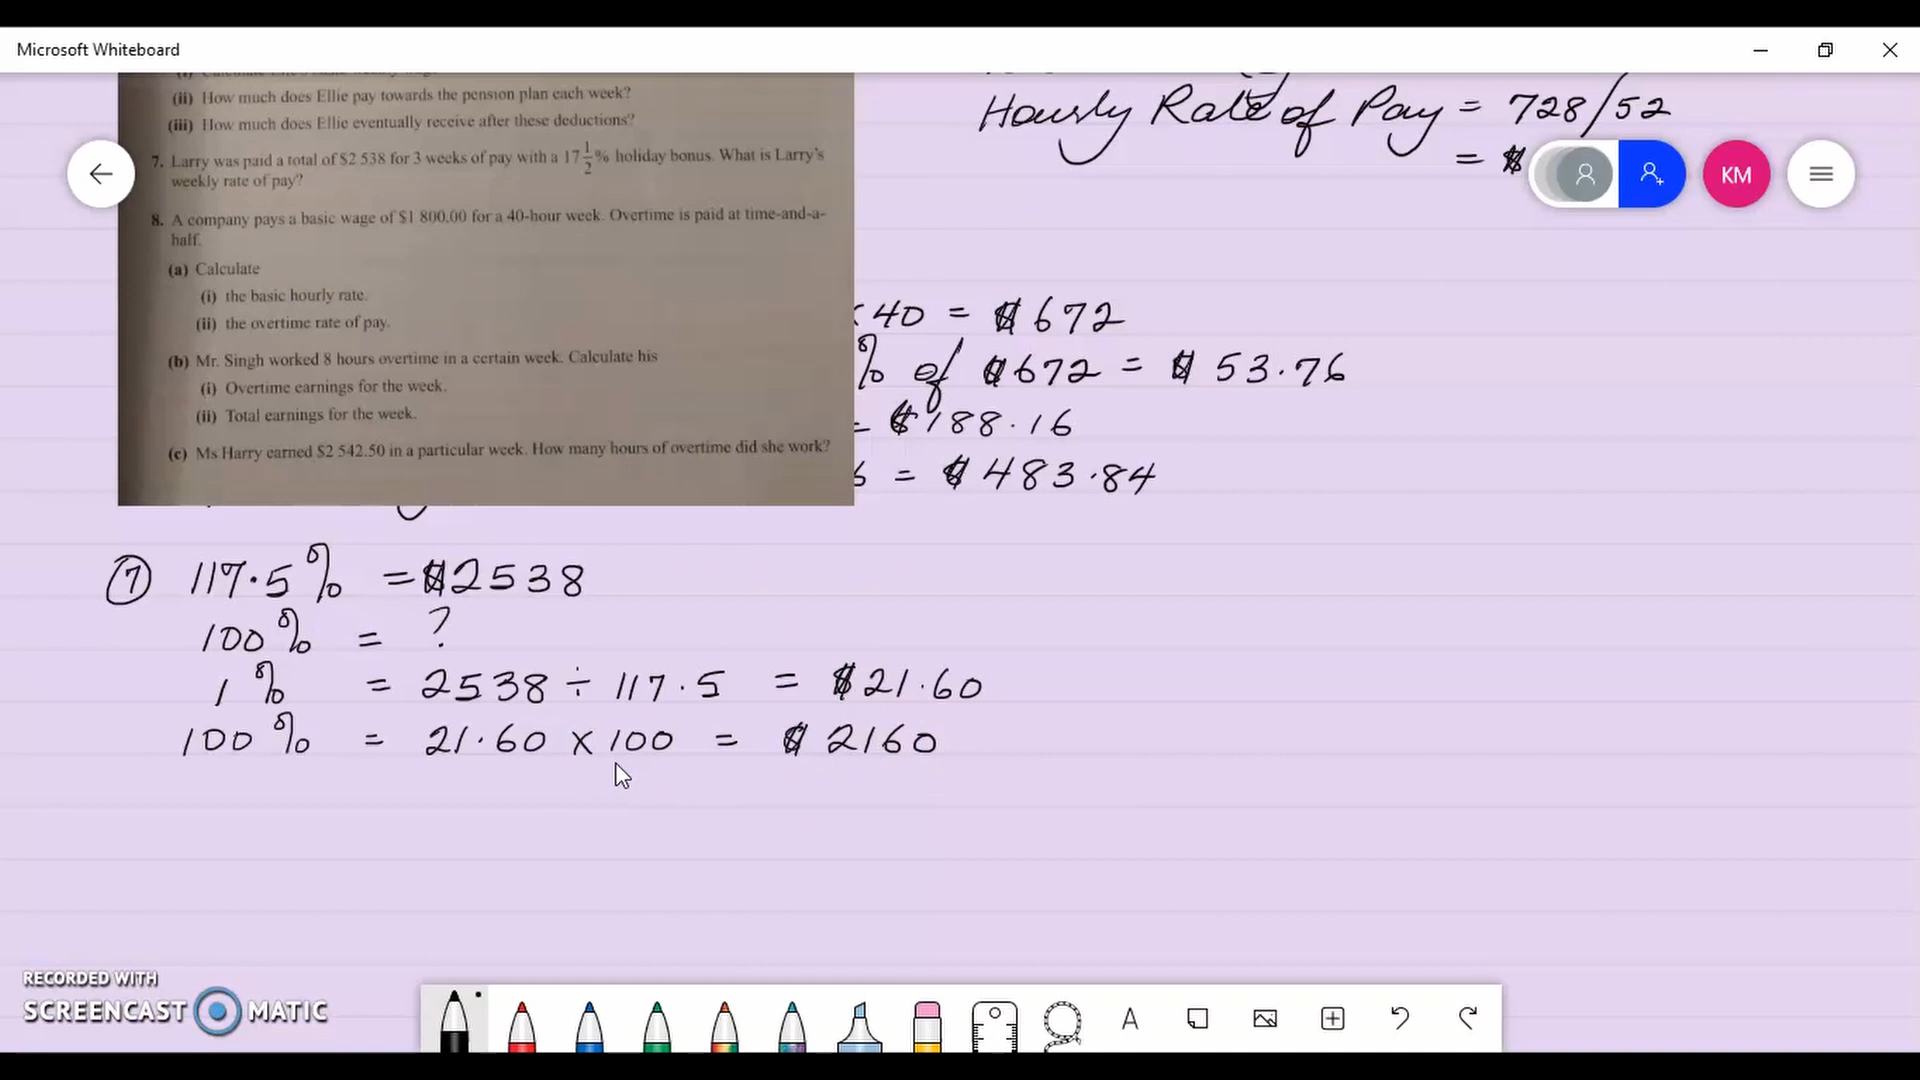 Microsoft Whiteboard
(ii) How much does Ellie pay towards the pension plan each week?
(iii) How much does Ellie eventually receive after these deductions?
7. Larry was paid a total of $2 538 for 3 weeks of pay with a 17 1/2 % holiday bonus. What is Larry's
weekly rate of pay?
8. A company pays a basic wage of $1 800.00 for a 40-hour week. Overtime is paid at time-and-a-
half.
(a) Calculate
(i) the basic hourly rate.
(ii) the overtime rate of pay.
(b) Mr. Singh worked 8 hours overtime in a certain week. Calculate his
(i) Overtime earnings for the week.
(ii) Total earnings for the week.
(c) Ms Harry earned $2 542.50 in a particular week. How many hours of overtime did she work?
Hourly Rate of Pay = 728/52
= $
KM
40 = $672
% of $672 = $ 53.76
= $188.16
6 = $483.84
7 117.5% = $2538
100% = ?
1% = 2538 ÷ 117.5 = $21.60
100% = 21.60 x 100 = $ 2160
RECORDED WITH
SCREENCAST MATIC
A